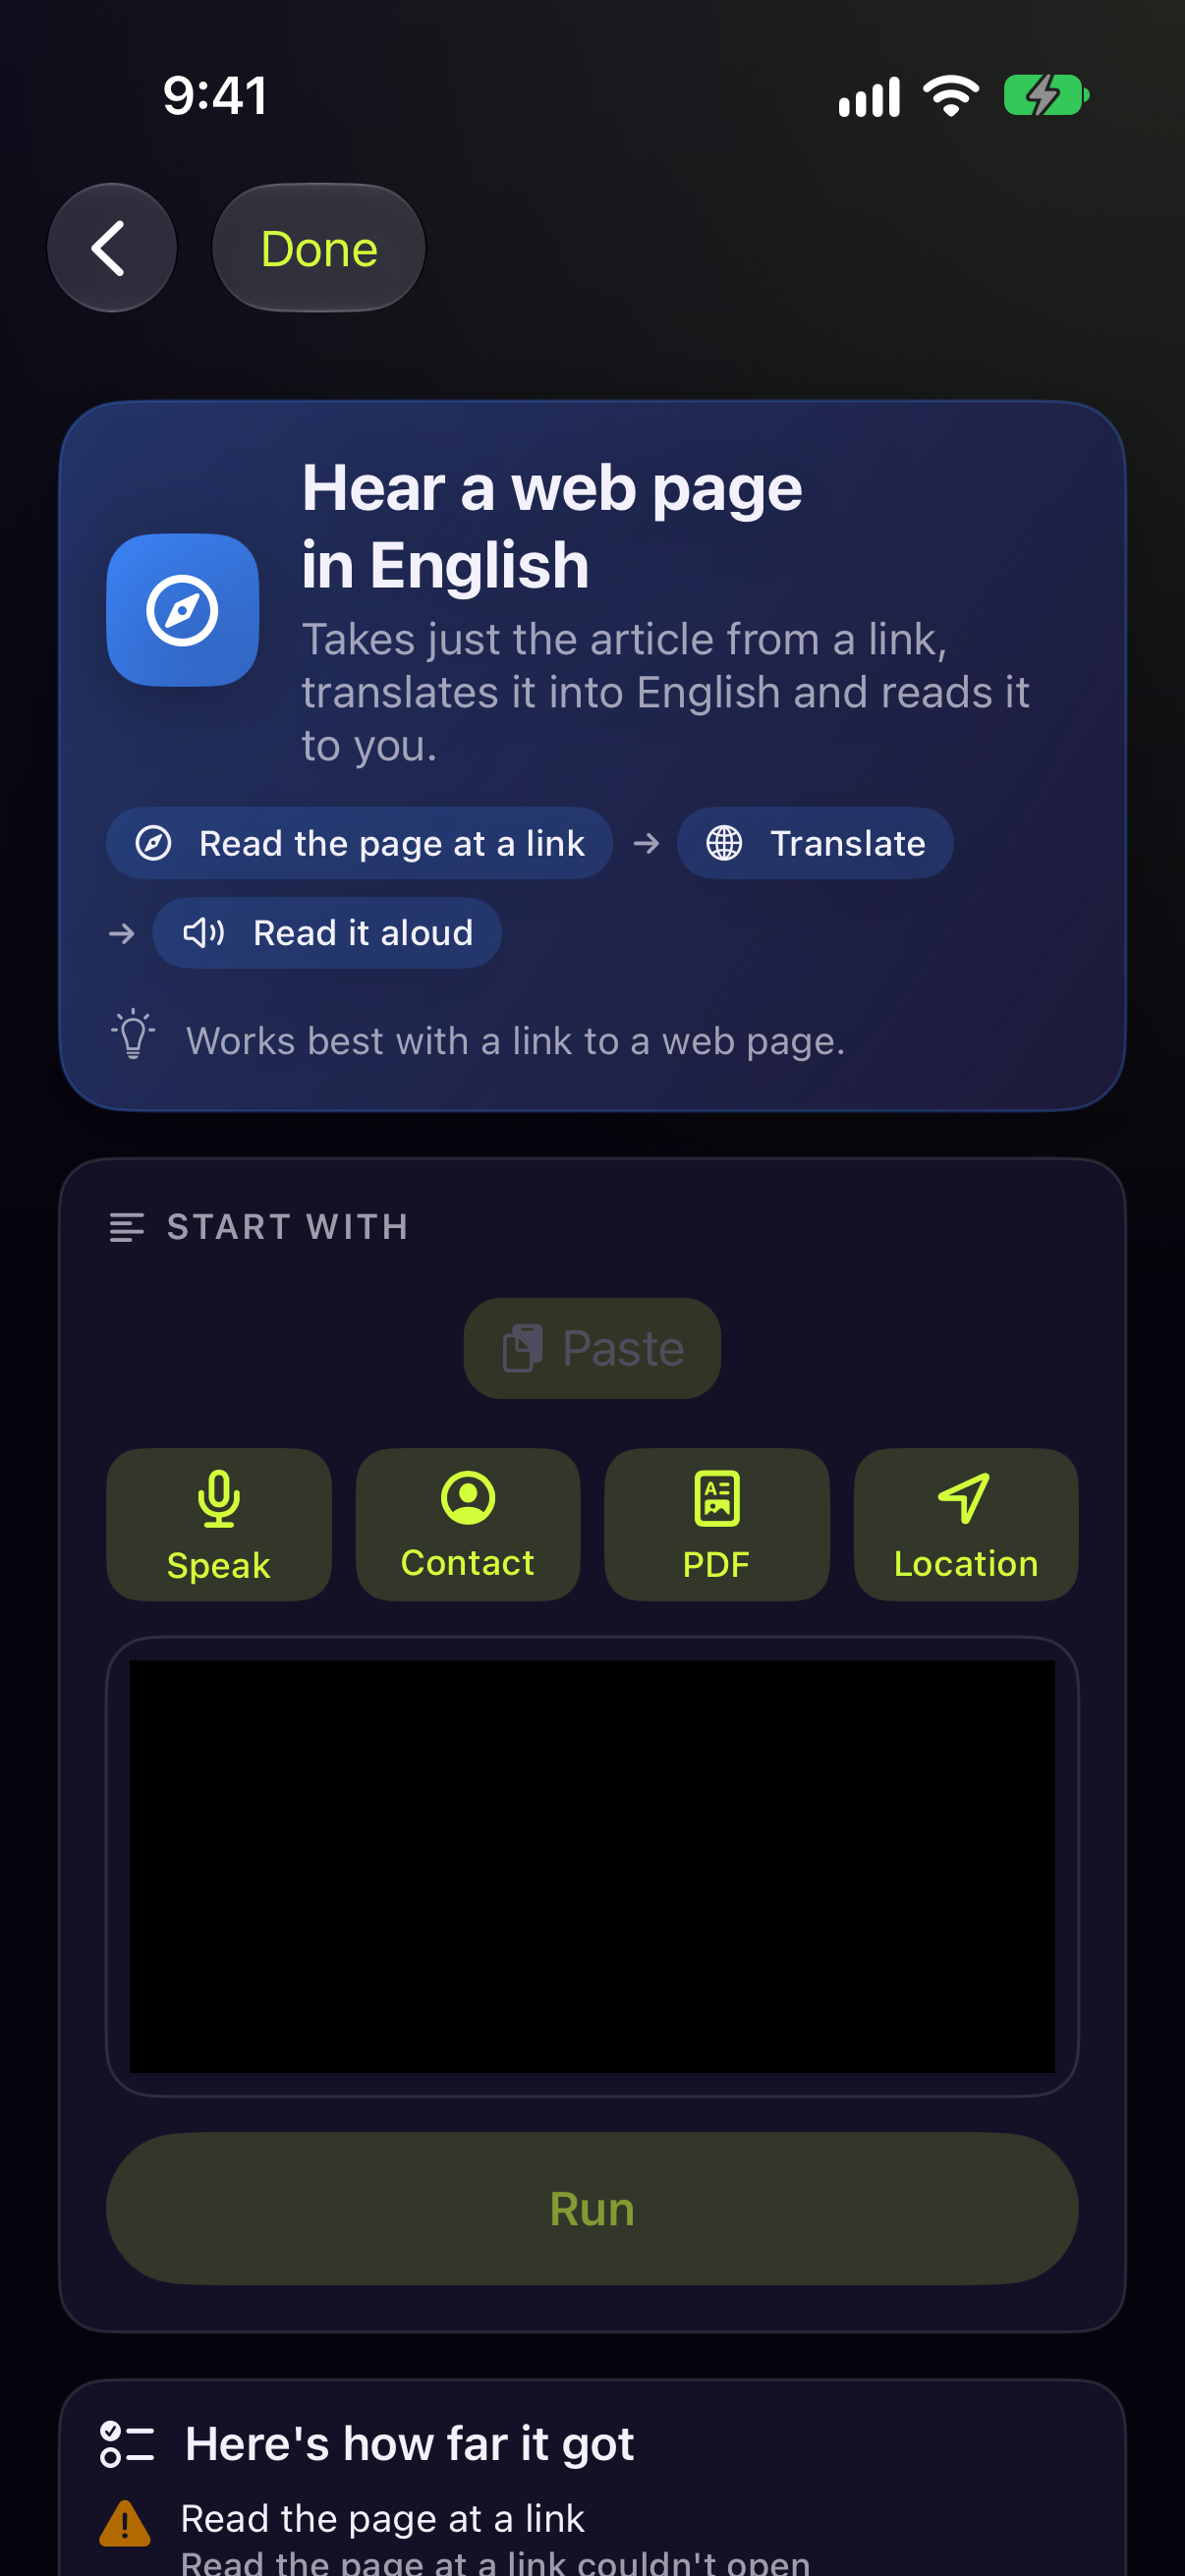 9:41
Done
Hear a web page
in English
Takes just the article from a link,
translates it into English and reads it
to you.
Read the page at a link → Translate
→ Read it aloud
Works best with a link to a web page.
START WITH
Paste
Speak
Contact
PDF
Location
Run
Here's how far it got
Read the page at a link
Read the page at a link couldn't open